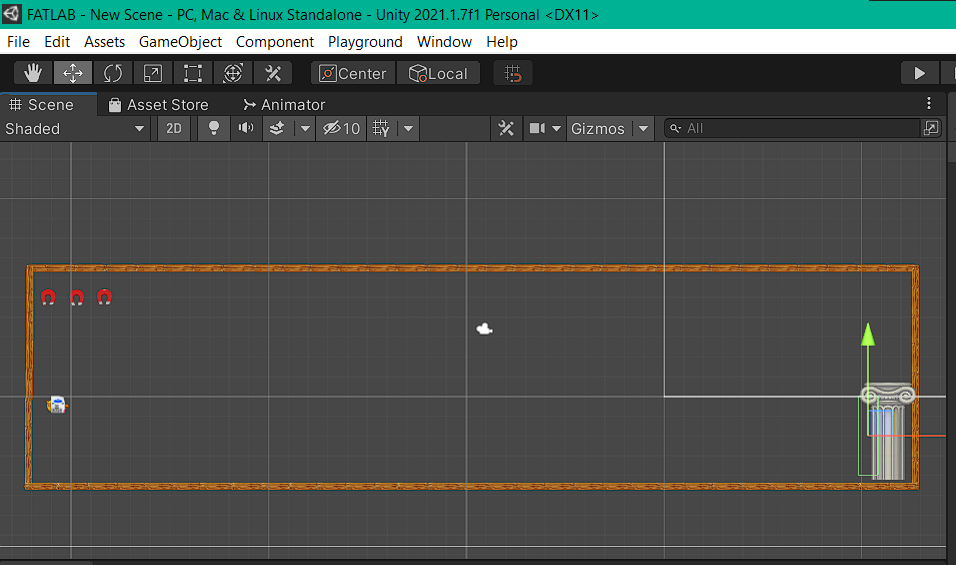 FATLAB - New Scene - PC, Mac & Linux Standalone - Unity 2021.1.7f1 Personal <DX11>
File Edit Assets GameObject Component Playground Window Help
Center Local
Scene Asset Store Animator
Shaded 2D 10 Y Gizmos All